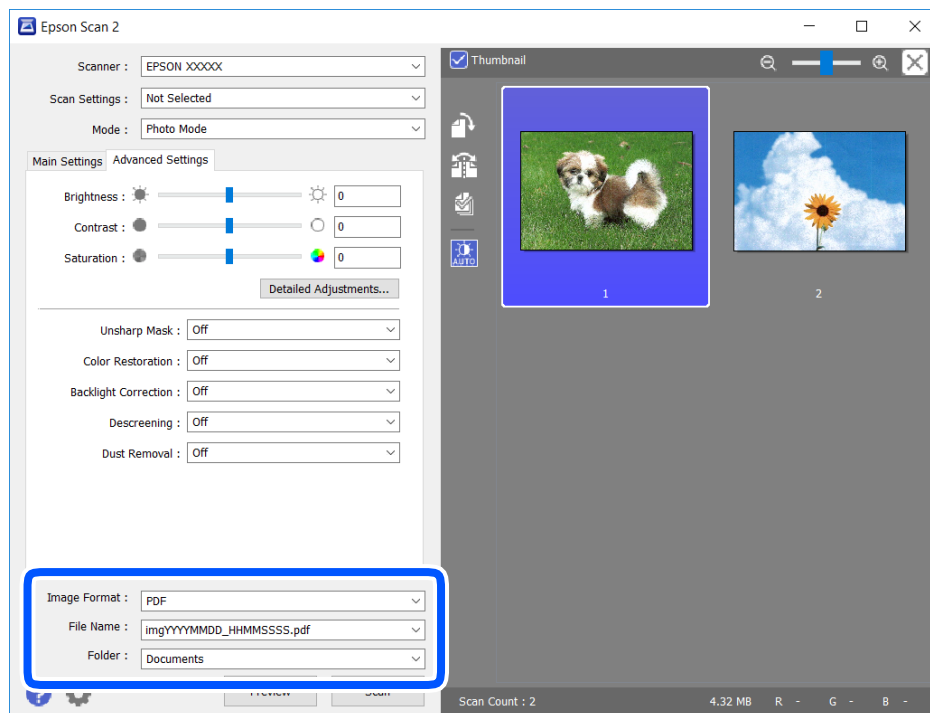 Epson Scan 2
Scanner : EPSON XXXXX
Scan Settings : Not Selected
Mode : Photo Mode
Main Settings Advanced Settings
Brightness : 0
Contrast : 0
Saturation : 0
Detailed Adjustments...
Unsharp Mask : Off
Color Restoration : Off
Backlight Correction : Off
Descreening : Off
Dust Removal : Off
Image Format : PDF
File Name : imgYYYYMMDD_HHMMSSSS.pdf
Folder : Documents
Preview Scan
Thumbnail
AUTO
1
2
Scan Count : 2 4.32 MB R - G - B -